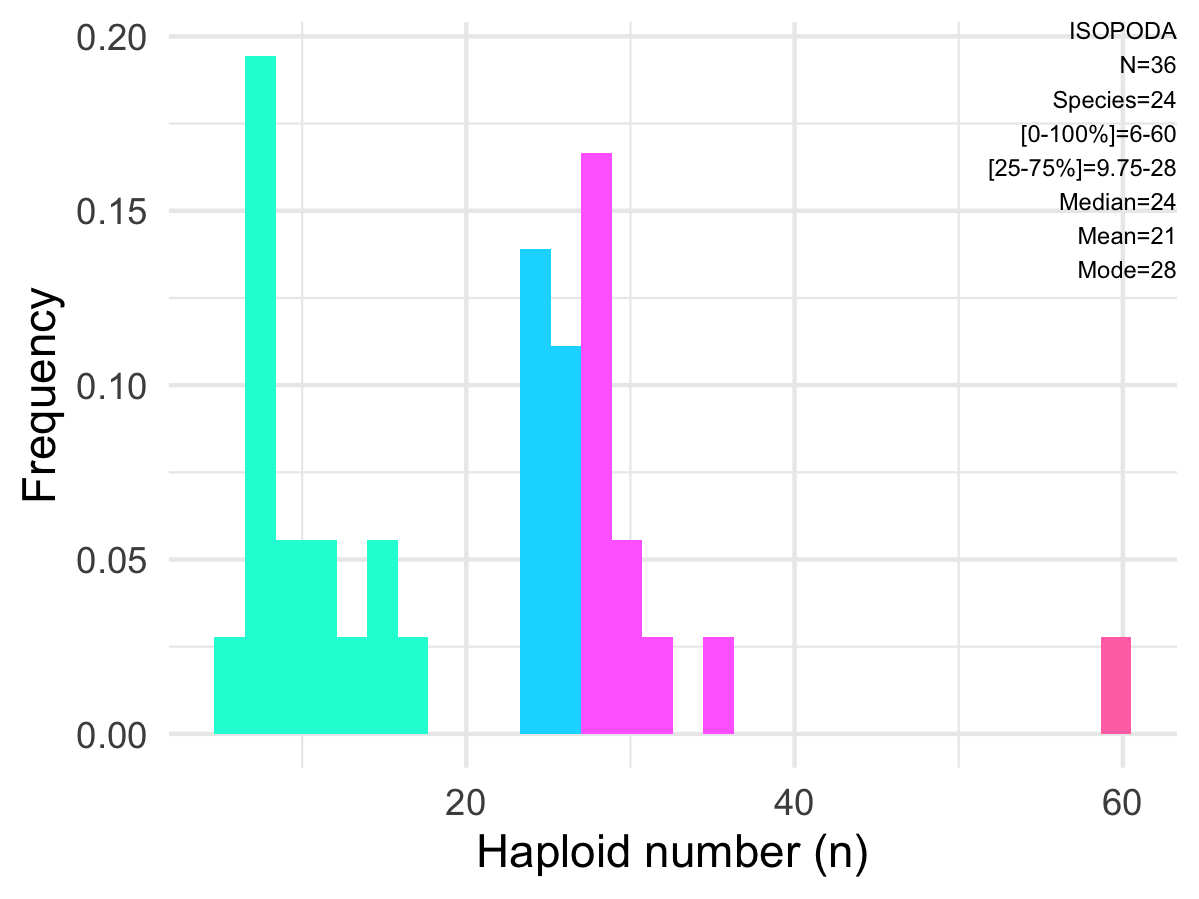 ISOPODA
N=36
Species=24
[0-100%]=6-60
[25-75%]=9.75-28
Median=24
Mean=21
Mode=28
0.20
0.15
0.10
0.05
0.00
Frequency
20 40 60
Haploid number (n)